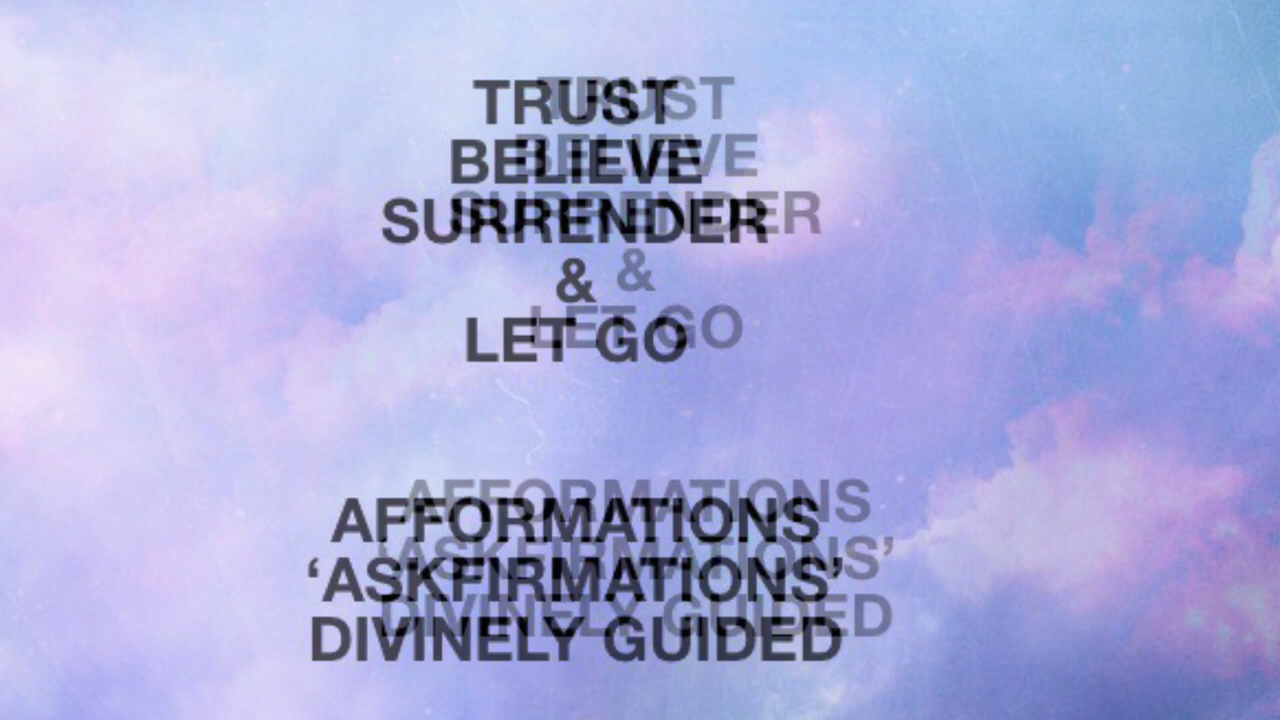 TRUST
BELIEVE
SURRENDER
&
LET GO
AFFORMATIONS
‘ASKFIRMATIONS’
DIVINELY GUIDED